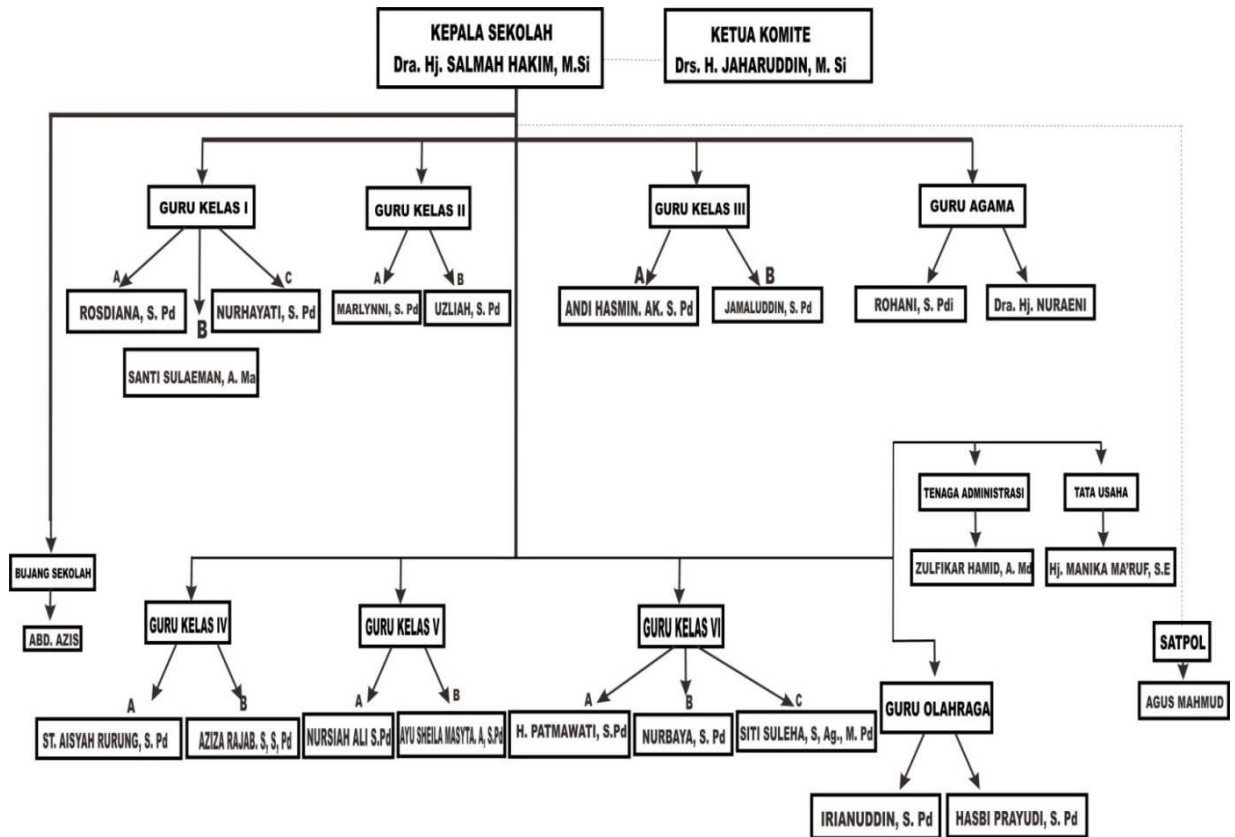 KEPALA SEKOLAH
Dra. Hj. SALMAH HAKIM, M.Si
KETUA KOMITE
Drs. H. JAHARUDDIN, M. Si
GURU KELAS I
GURU KELAS II
GURU KELAS III
GURU AGAMA
A
B
C
A
B
A
B
ROSDIANA, S. Pd
NURHAYATI, S. Pd
MARLYNNI, S. Pd
UZLIAH, S. Pd
ANDI HASMIN. AK. S. Pd
JAMALUDDIN, S. Pd
ROHANI, S. Pdi
Dra. Hj. NURAENI
SANTI SULAEMAN, A. Ma
TENAGA ADMINISTRASI
TATA USAHA
ZULFIKAR HAMID, A. Md
Hj. MANIKA MA'RUF, S.E
BUJANG SEKOLAH
ABD. AZIS
GURU KELAS IV
GURU KELAS V
GURU KELAS VI
SATPOL
AGUS MAHMUD
GURU OLAHRAGA
A
B
A
B
A
B
C
ST. AISYAH RURUNG, S. Pd
AZIZA RAJAB. S, S, Pd
NURSIAH ALI S.Pd
AYU SHEILA MASYTA. A, S.Pd
H. PATMAWATI, S.Pd
NURBAYA, S. Pd
SITI SULEHA, S, Ag., M. Pd
IRIANUDDIN, S. Pd
HASBI PRAYUDI, S. Pd